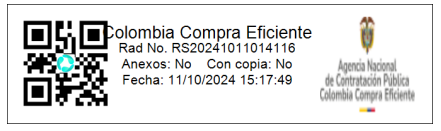 Colombia Compra Eficiente
Rad No. RS20241011014116
Anexos: No Con copia: No
Fecha: 11/10/2024 15:17:49
Agencia Nacional
de Contratación Pública
Colombia Compra Eficiente